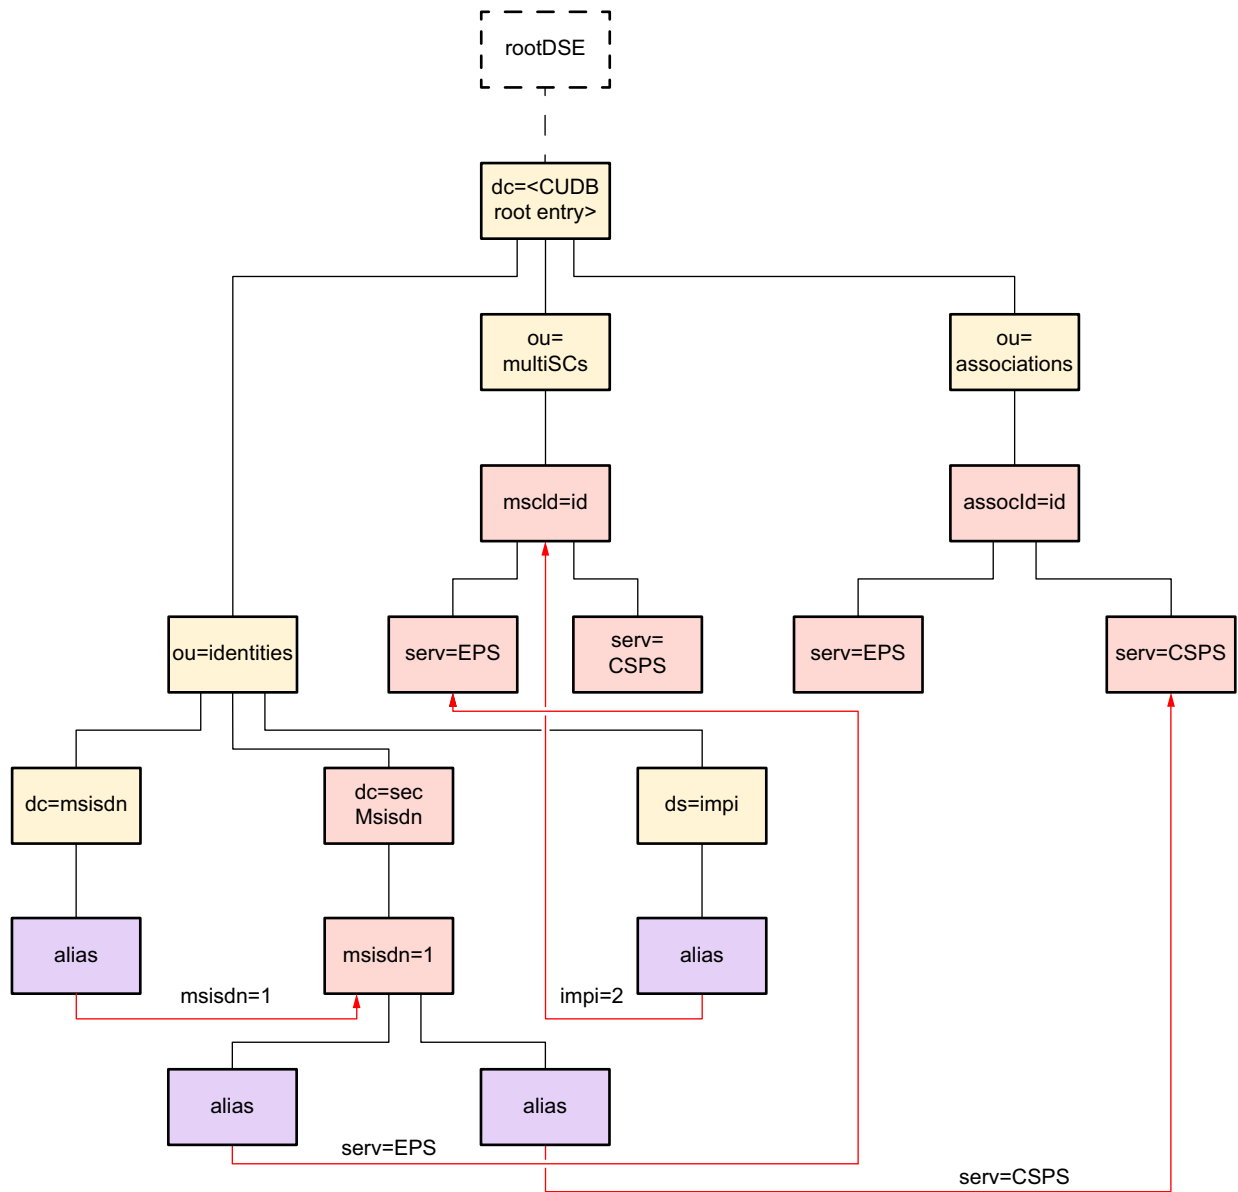 rootDSE
dc=<CUDB
root entry>
ou=
multiSCs
ou=
associations
mscId=id
assocId=id
ou=identities
serv=EPS
serv=
CSPS
serv=EPS
serv=CSPS
dc=msisdn
dc=sec
Msisdn
ds=impi
alias
msisdn=1
alias
msisdn=1
impi=2
alias
alias
serv=EPS
serv=CSPS